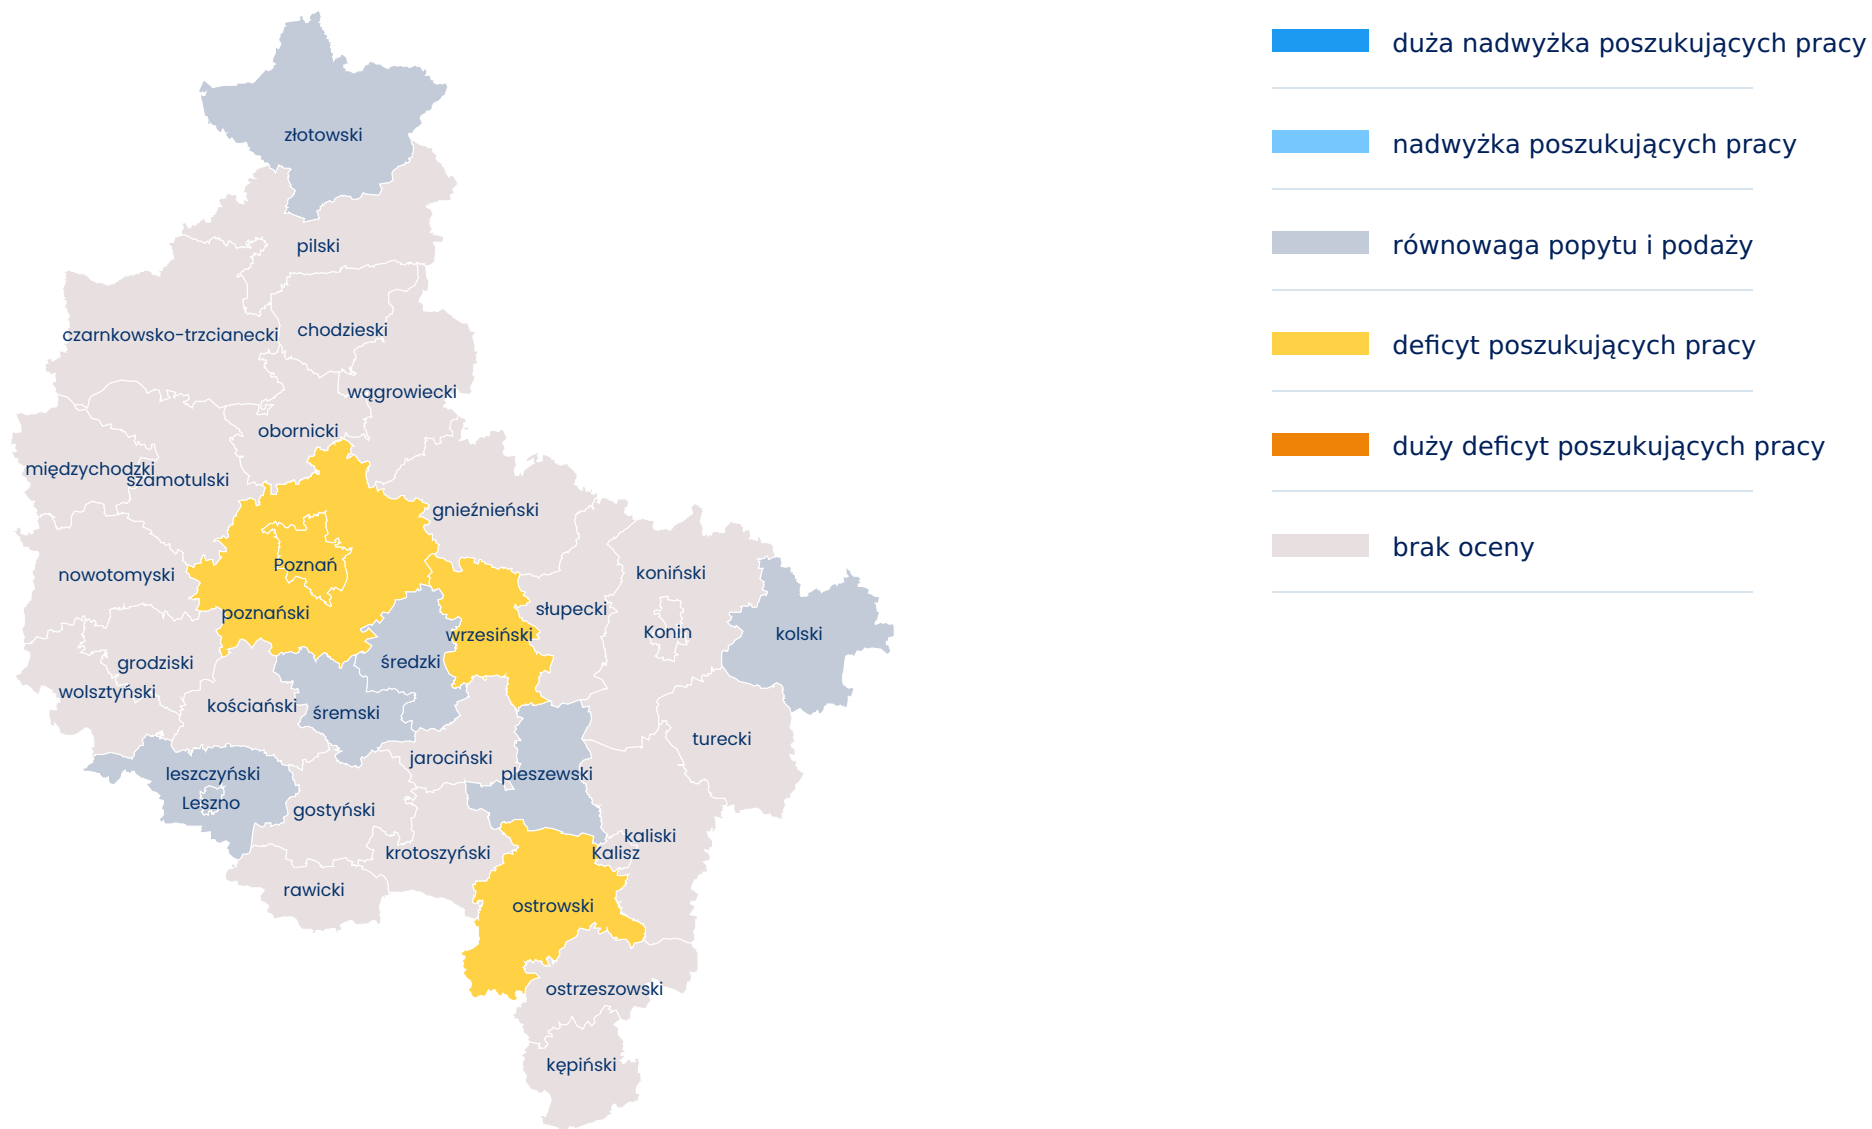 złotowski
pilski
czarnkowsko-trzcianecki
chodzieski
wągrowiecki
obornicki
międzychodzki
szamotulski
gnieźnieński
nowotomyski
Poznań
poznański
koniński
słupecki
Konin
kolski
wrzesiński
średzki
grodziski
wolsztyński
kościański
śremski
turecki
jarociński
pleszewski
leszczyński
Leszno
gostyński
kaliski
Kalisz
krotoszyński
rawicki
ostrowski
ostrzeszowski
kępiński
duża nadwyżka poszukujących pracy
nadwyżka poszukujących pracy
równowaga popytu i podaży
deficyt poszukujących pracy
duży deficyt poszukujących pracy
brak oceny